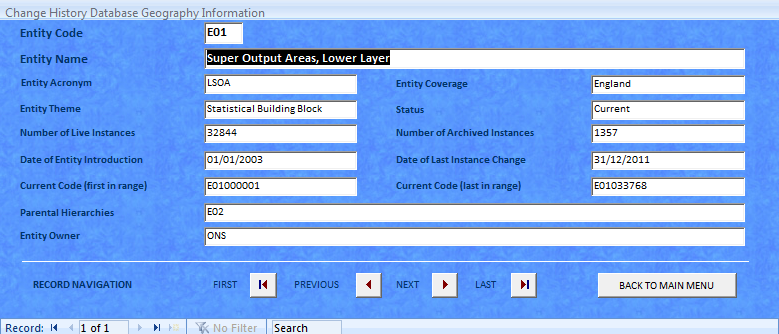 Change History Database Geography Information
Entity Code E01
Entity Name Super Output Areas, Lower Layer
Entity Acronym LSOA Entity Coverage England
Entity Theme Statistical Building Block Status Current
Number of Live Instances 32844 Number of Archived Instances 1357
Date of Entity Introduction 01/01/2003 Date of Last Instance Change 31/12/2011
Current Code (first in range) E01000001 Current Code (last in range) E01033768
Parental Hierarchies E02
Entity Owner ONS
RECORD NAVIGATION FIRST PREVIOUS NEXT LAST BACK TO MAIN MENU
Record: 1 of 1 No Filter Search